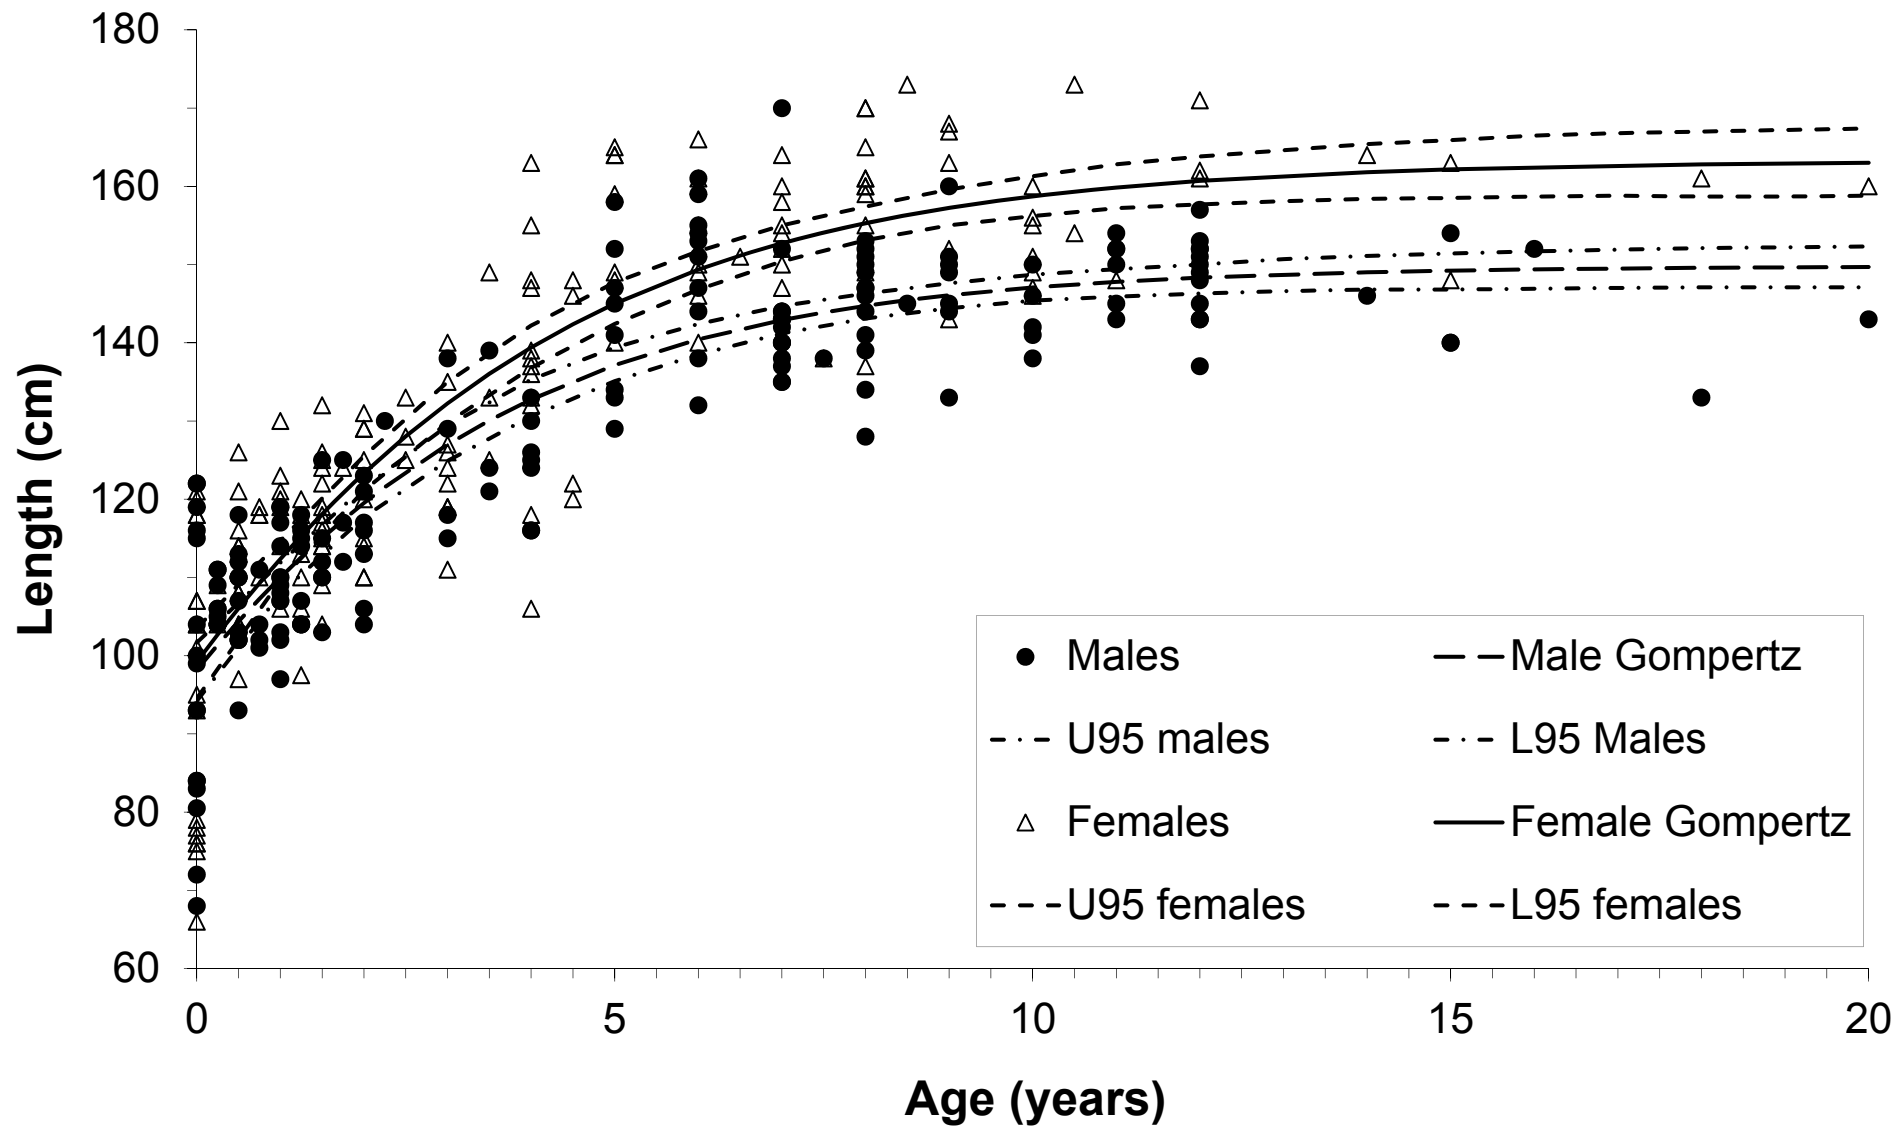 180
160
140
120
100
80
60
Length (cm)
0 5 10 15 20
Age (years)
Males Male Gompertz
U95 males L95 Males
Females Female Gompertz
U95 females L95 females